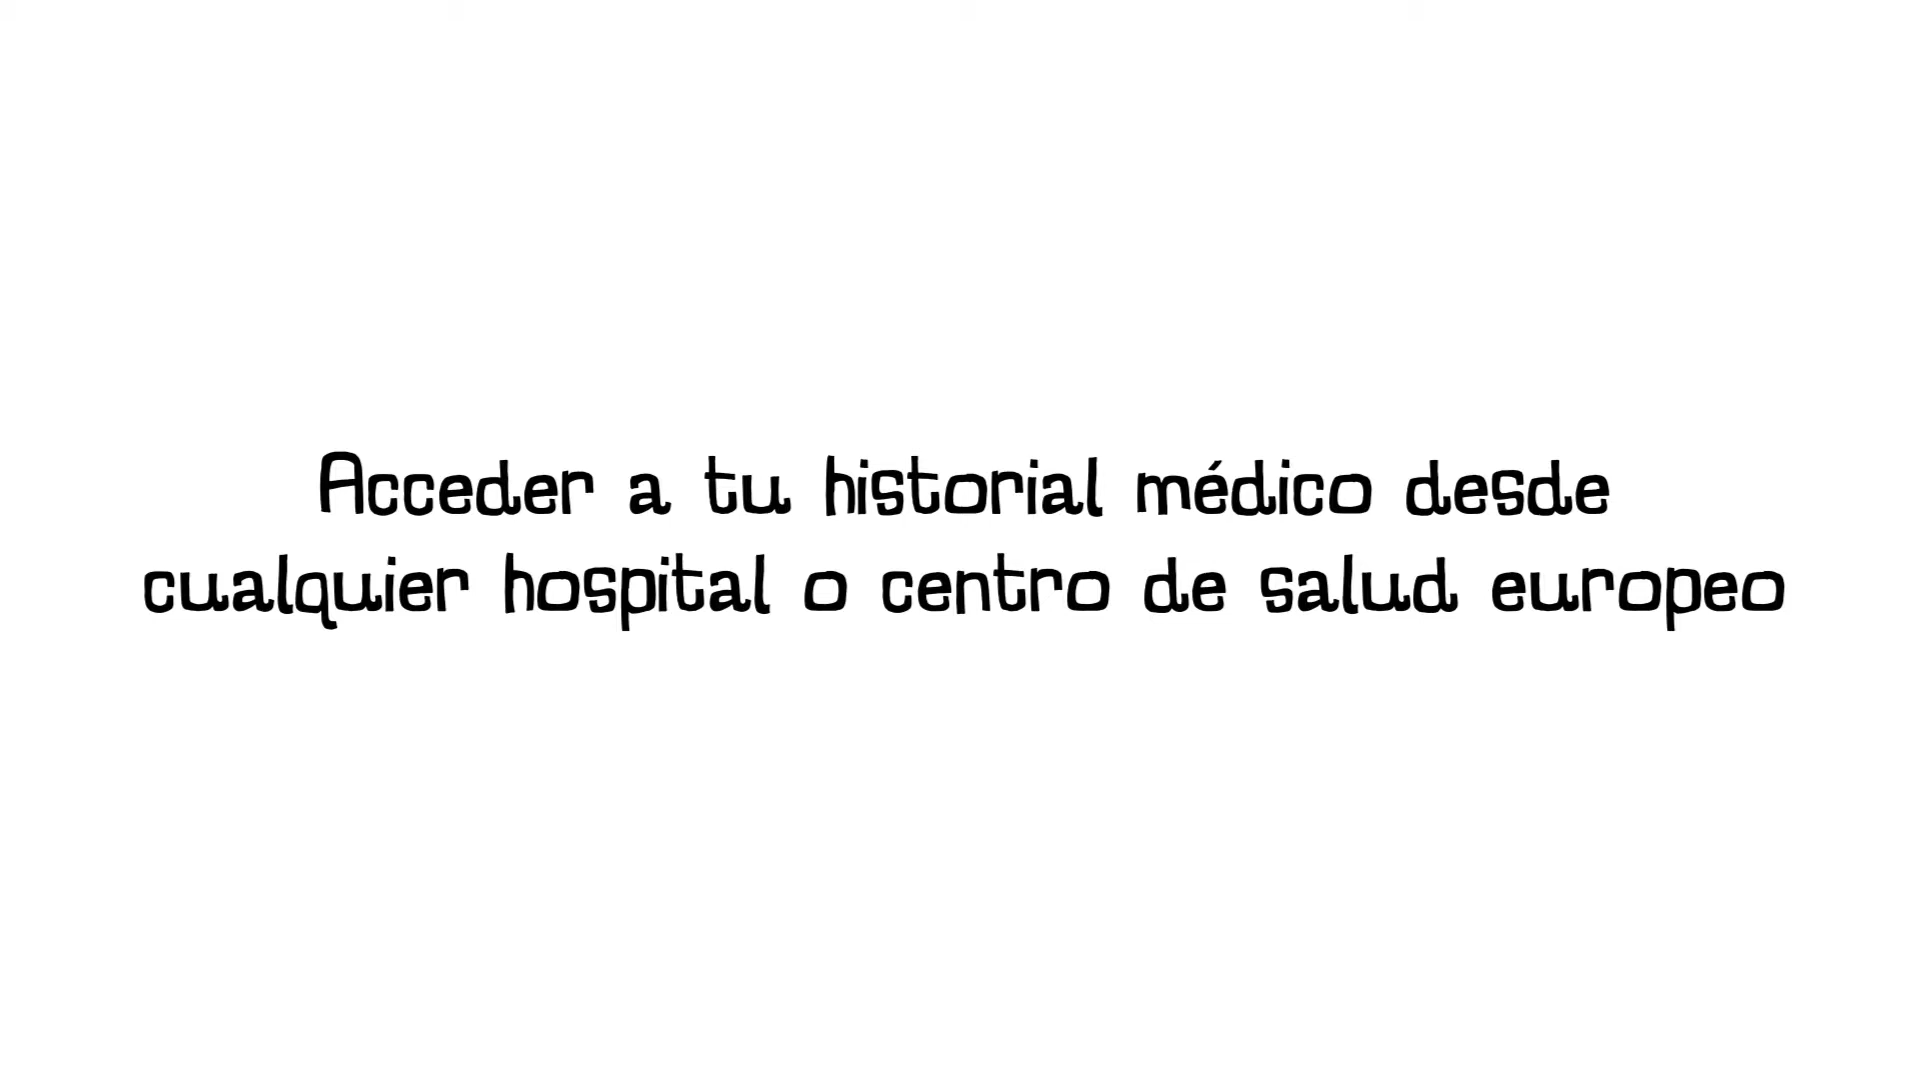 Acceder a tu historial médico desde
cualquier hospital o centro de salud europeo